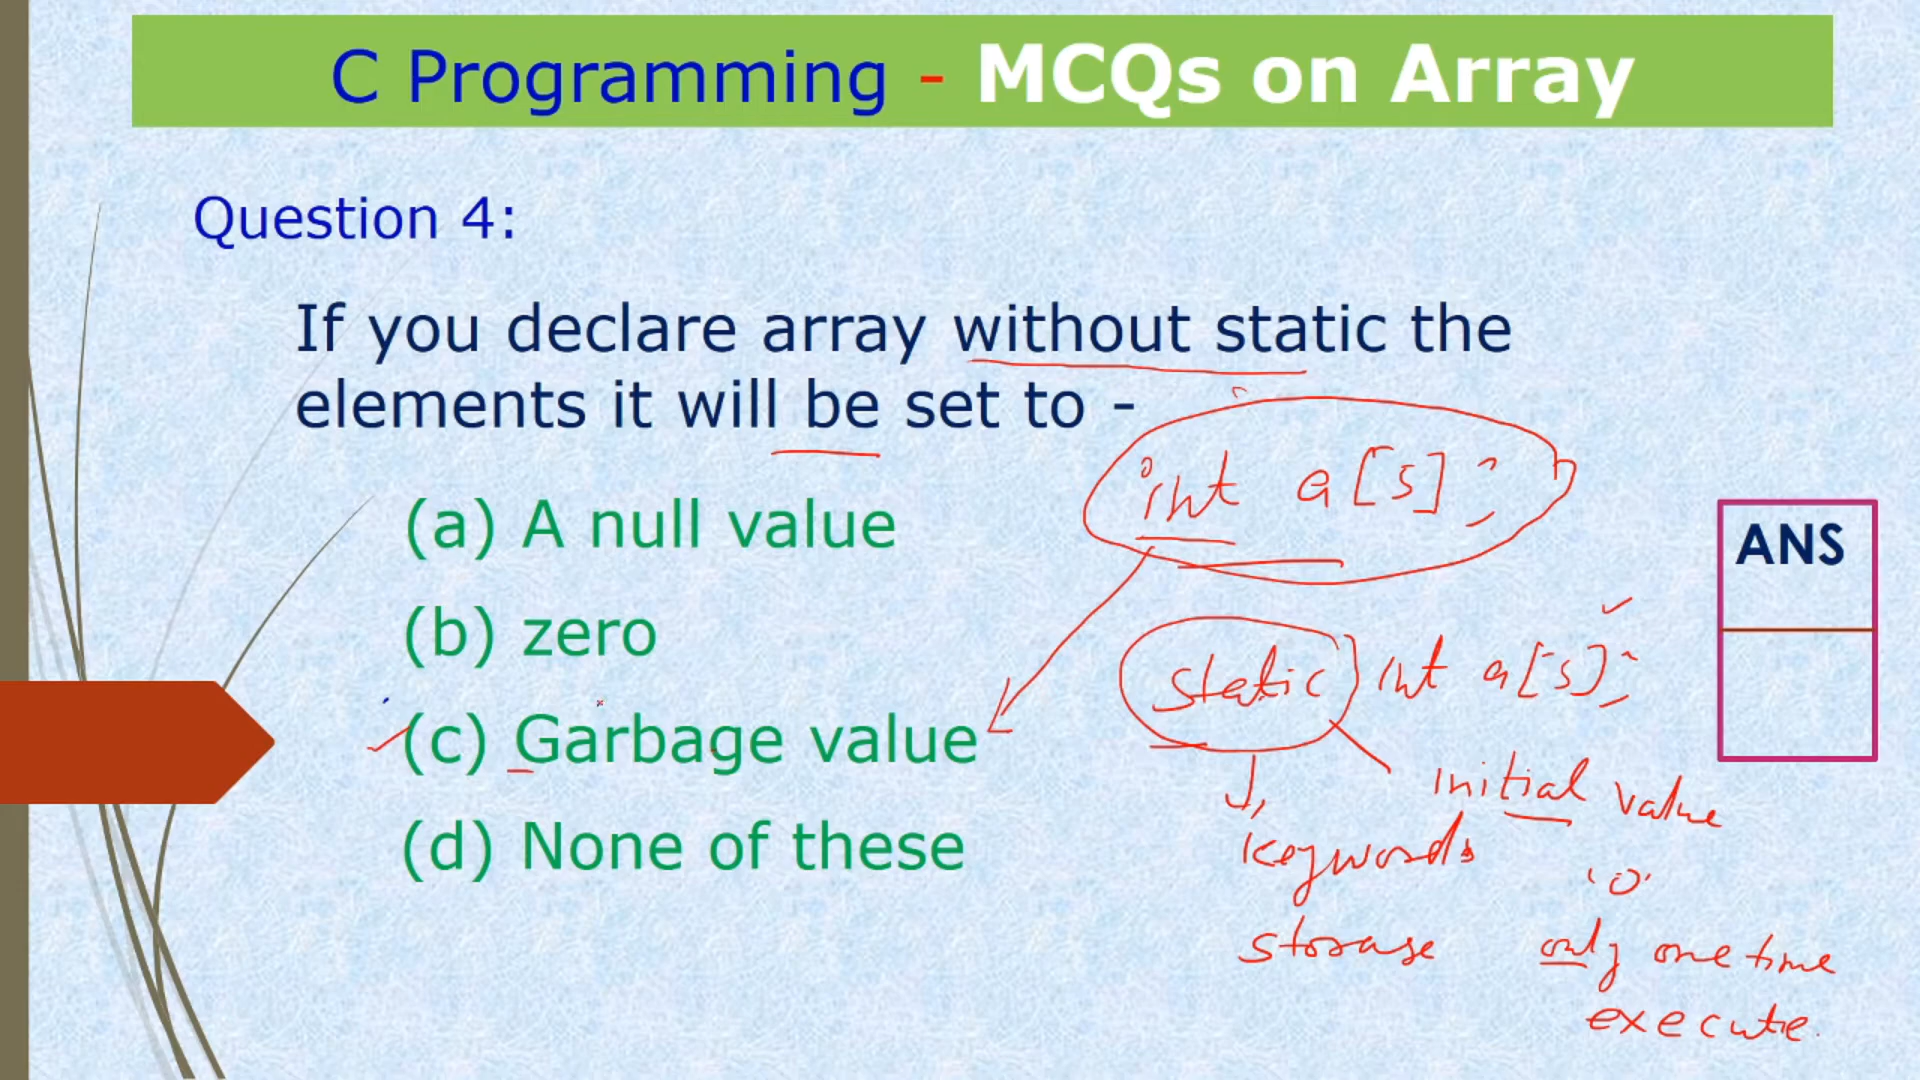 C Programming - MCQs on Array
Question 4:
If you declare array without static the
elements it will be set to -
int a[5];
(a) A null value
(b) zero
(c) Garbage value
(d) None of these
static int a[5];
initial value
'0'
only one time
execute.
keywords
storase
ANS